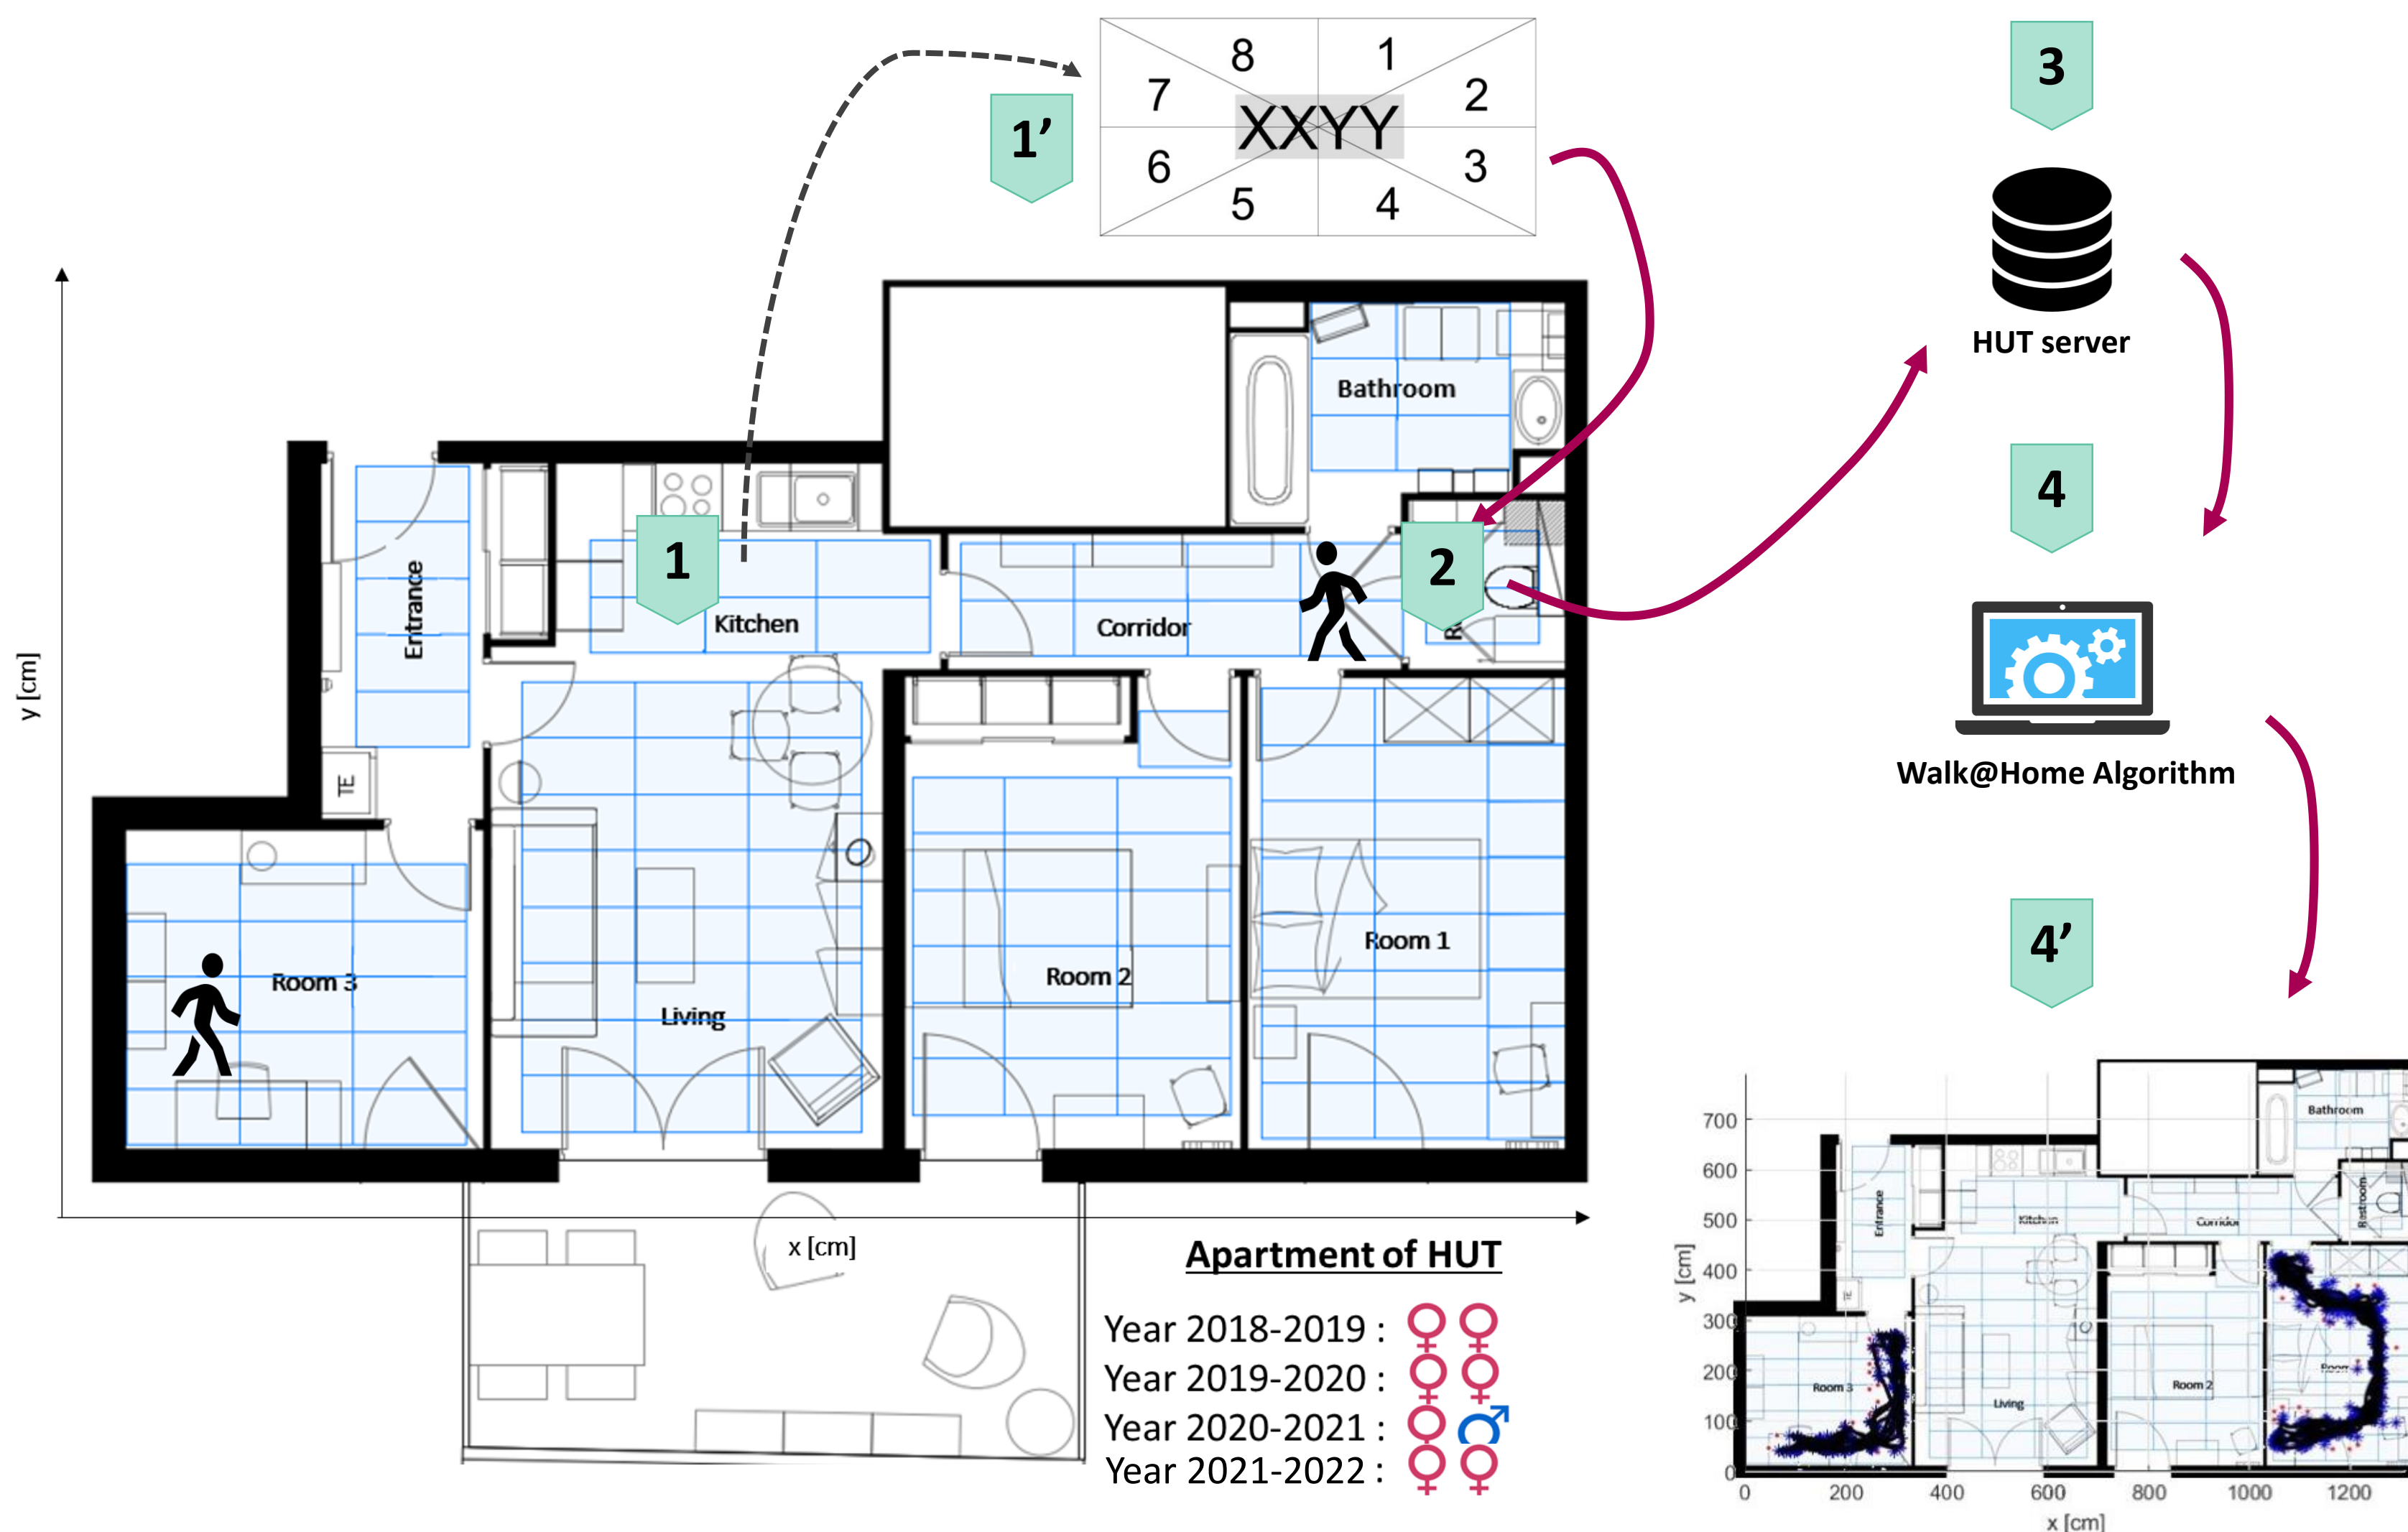 8
1
7
2
XXYY
6
3
5
4
1’
3
HUT server
4
Walk@Home Algorithm
4’
y [cm]
x [cm]
Bathroom
Entrance
1
Kitchen
Corridor
2
TE
Room 3
Living
Room 2
Room 1
Apartment of HUT
Year 2018-2019 : ♀ ♀
Year 2019-2020 : ♀ ♀
Year 2020-2021 : ♀ ♂
Year 2021-2022 : ♀ ♀
y [cm]
700
600
500
400
300
200
100
0
0
200
400
600
800
1000
1200
x [cm]
Bathroom
Entrance
Kitchen
Corridor
Restroom
TE
Room 3
Living
Room 2